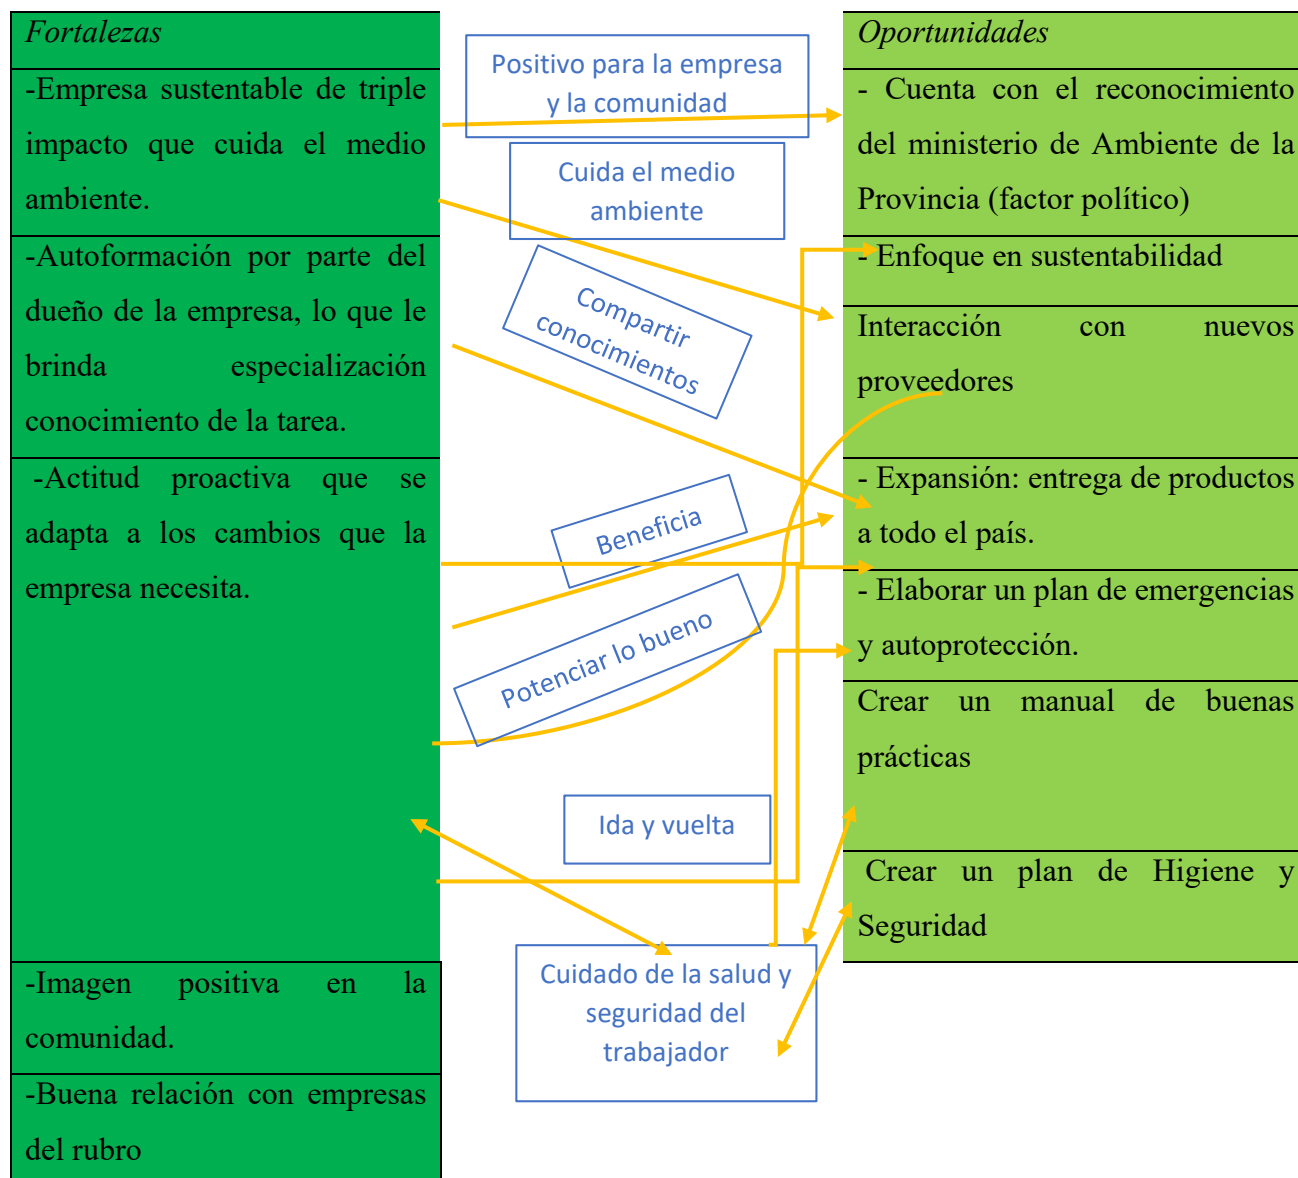 Fortalezas
-Empresa sustentable de triple
impacto que cuida el medio
ambiente.
-Autoformación por parte del
dueño de la empresa, lo que le
brinda especialización
conocimiento de la tarea.
-Actitud proactiva que se
adapta a los cambios que la
empresa necesita.
-Imagen positiva en la
comunidad.
-Buena relación con empresas
del rubro
Positivo para la empresa
y la comunidad
Cuida el medio
ambiente
Compartir
conocimientos
Beneficia
Potenciar lo bueno
Ida y vuelta
Cuidado de la salud y
seguridad del
trabajador
Oportunidades
- Cuenta con el reconocimiento
del ministerio de Ambiente de la
Provincia (factor político)
- Enfoque en sustentabilidad
Interacción con nuevos
proveedores
- Expansión: entrega de productos
a todo el país.
- Elaborar un plan de emergencias
y autoprotección.
Crear un manual de buenas
prácticas
Crear un plan de Higiene y
Seguridad